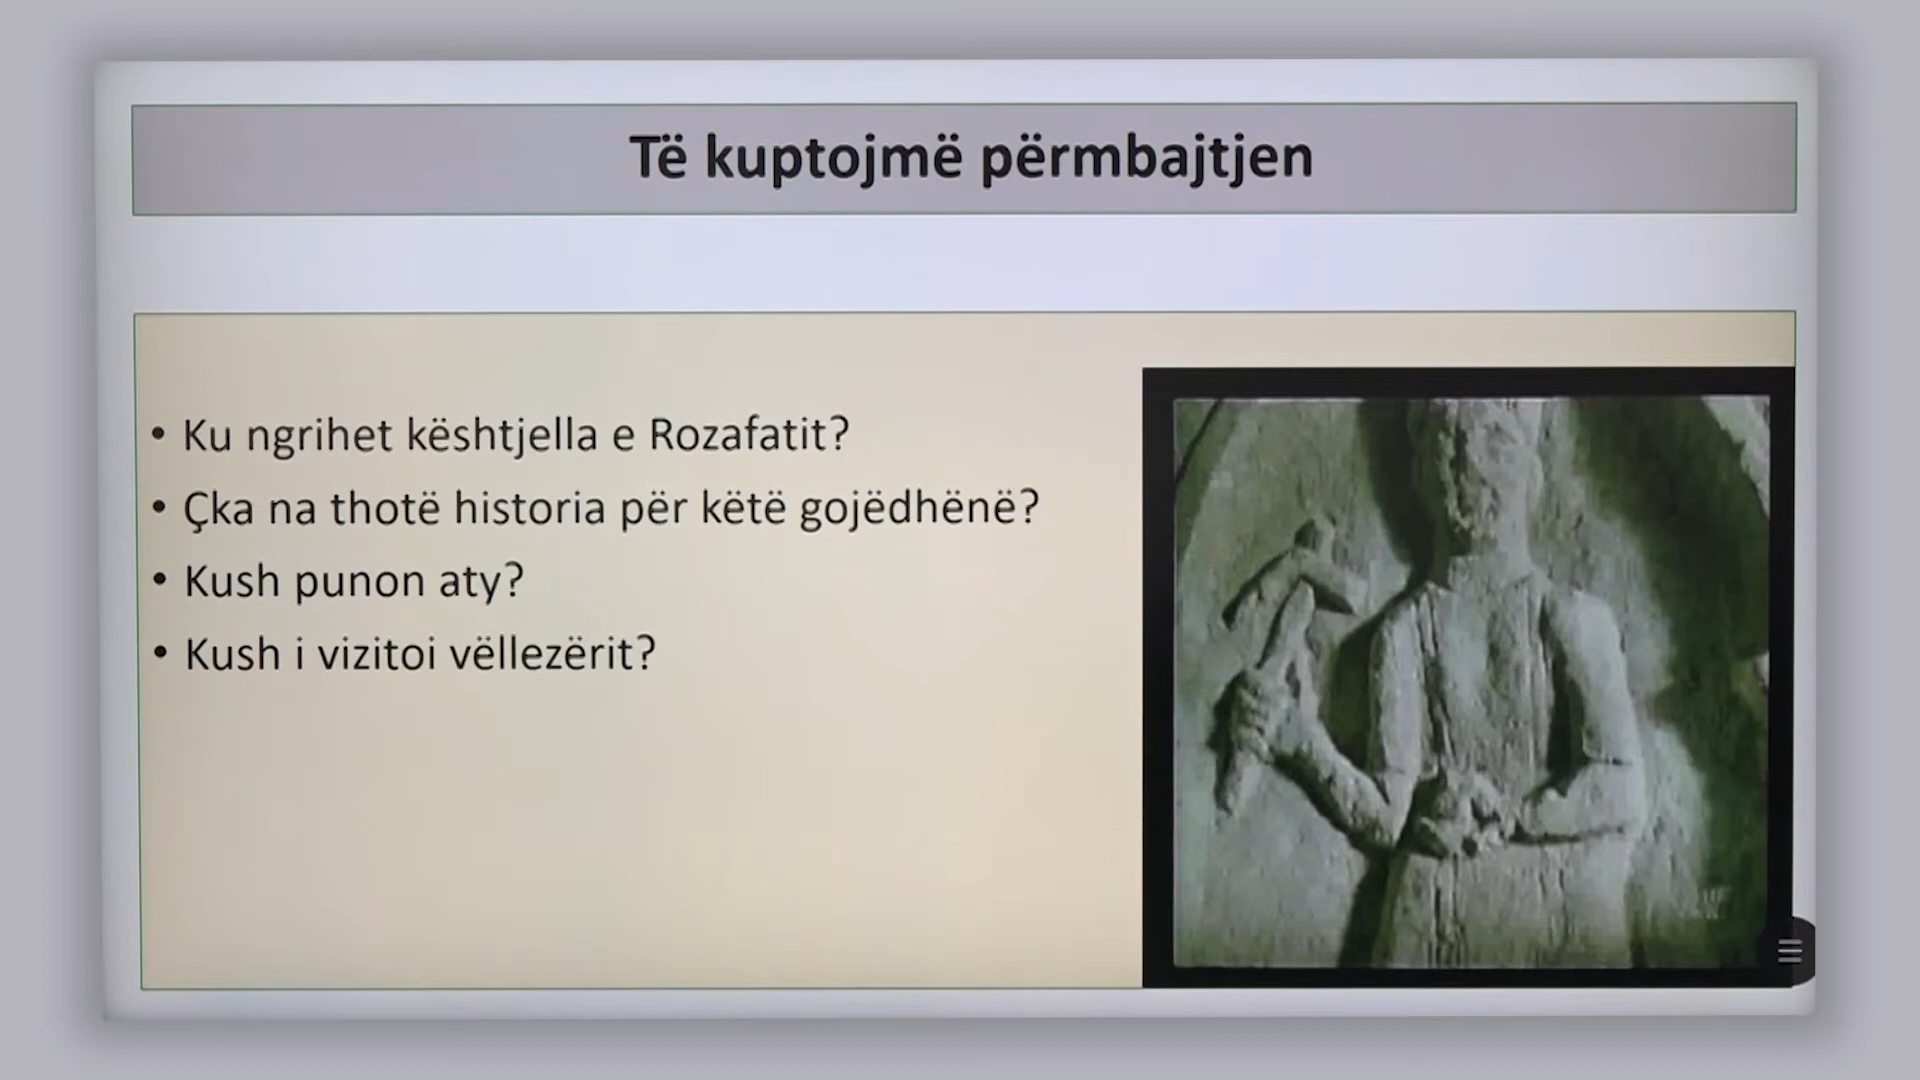 Të kuptojmë përmbajtjen
• Ku ngrihet kështjella e Rozafatit?
• Çka na thotë historia për këtë gojëdhënë?
• Kush punon aty?
• Kush i vizitoi vëllezërit?